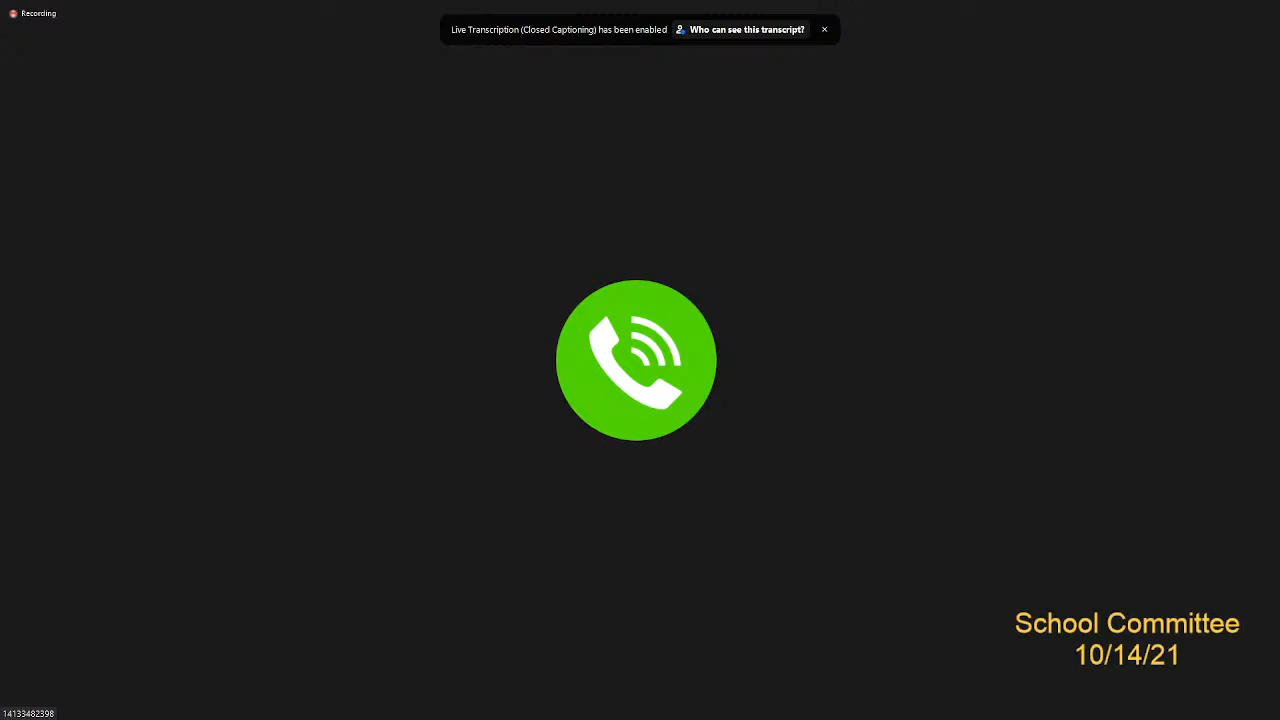 Recording
Live Transcription (Closed Captioning) has been enabled Who can see this transcript?
School Committee
10/14/21
14133482398